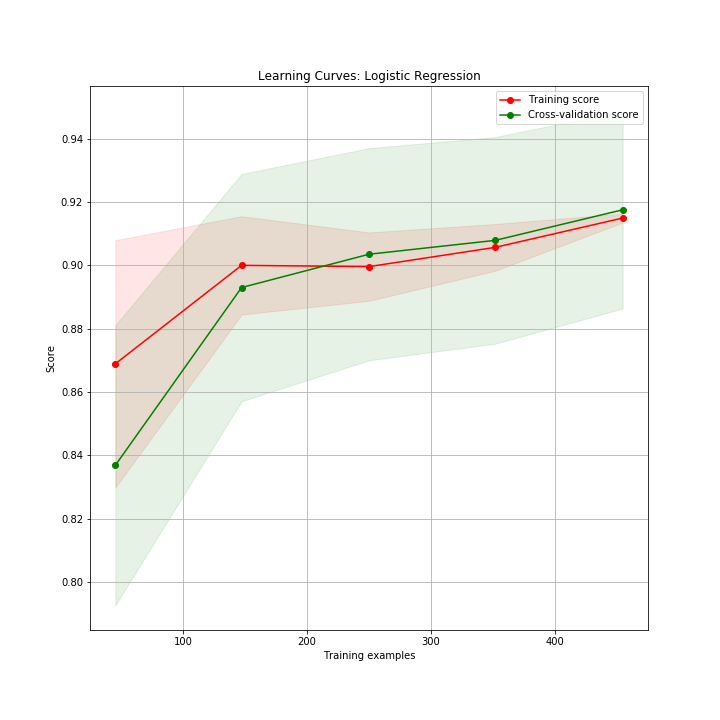 Learning Curves: Logistic Regression
Training score
Cross-validation score
0.94
0.92
0.90
0.88
0.86
0.84
0.82
0.80
Score
100 200 300 400
Training examples